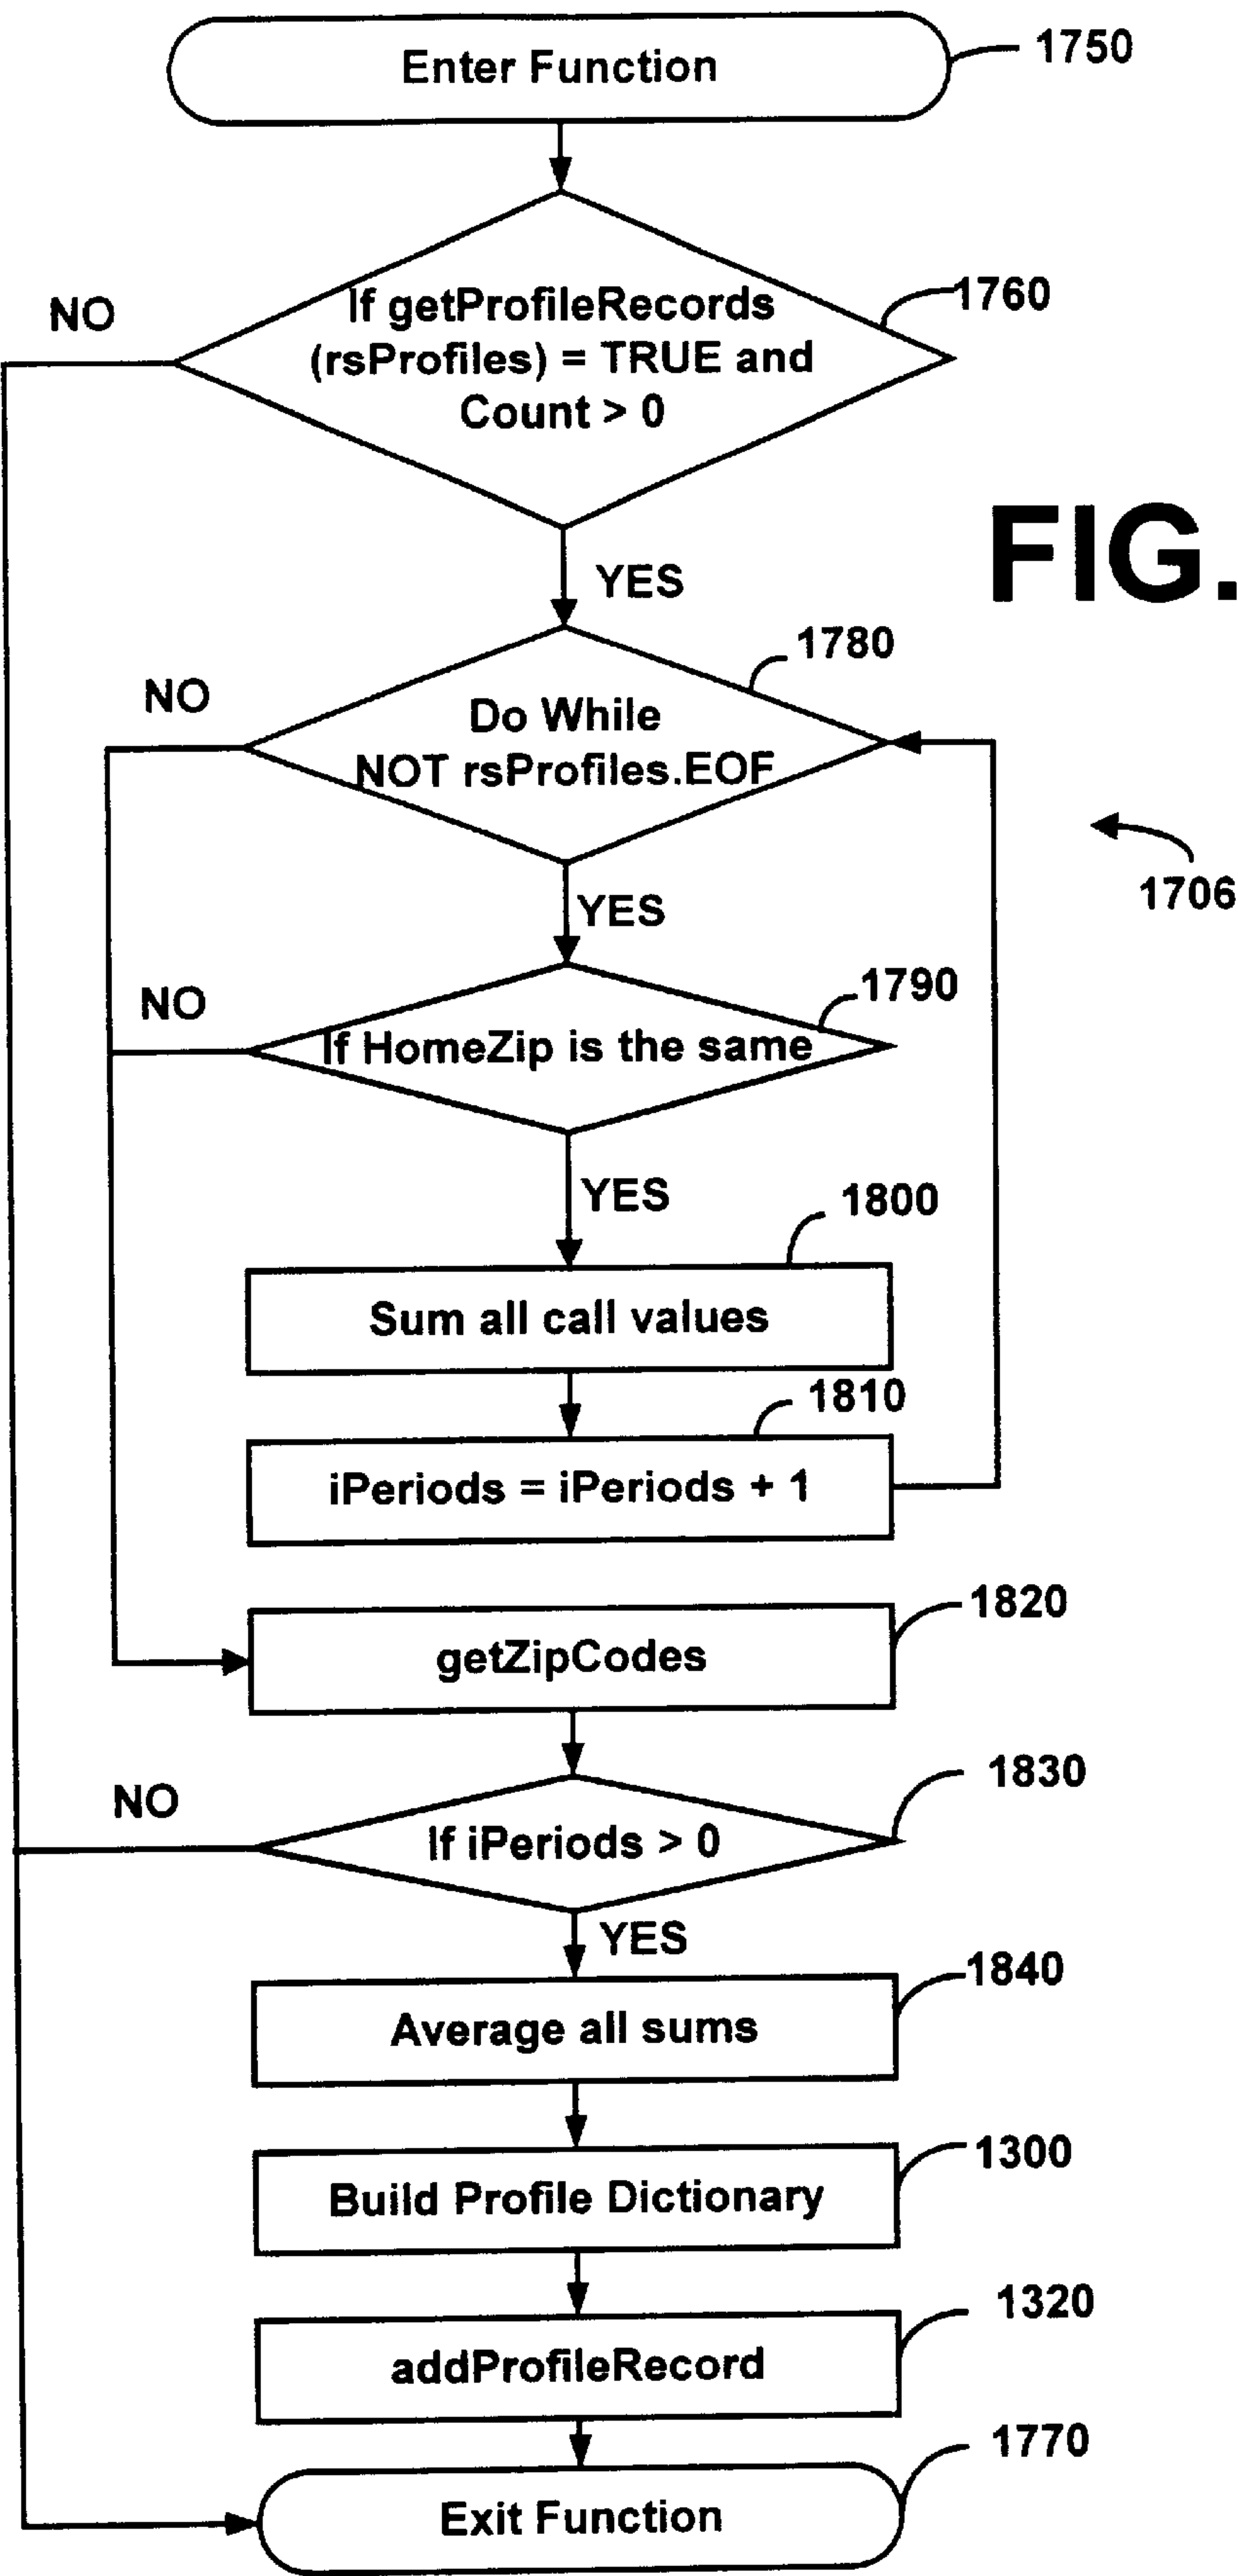 Enter Function
1750
NO
If getProfileRecords
(rsProfiles) = TRUE and
Count > 0
1760
FIG.
YES
1780
NO
Do While
NOT rsProfiles.EOF
1706
YES
NO
1790
If HomeZip is the same
YES
1800
Sum all call values
1810
iPeriods = iPeriods + 1
1820
getZipCodes
NO
1830
If iPeriods > 0
YES
1840
Average all sums
1300
Build Profile Dictionary
1320
addProfileRecord
1770
Exit Function